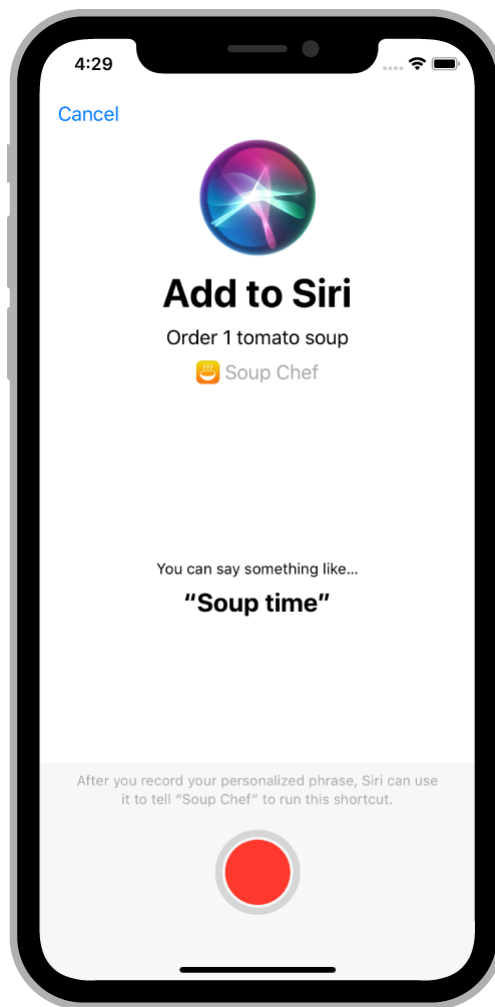 4:29
Cancel
Add to Siri
Order 1 tomato soup
Soup Chef
You can say something like...
“Soup time”
After you record your personalized phrase, Siri can use
it to tell “Soup Chef” to run this shortcut.